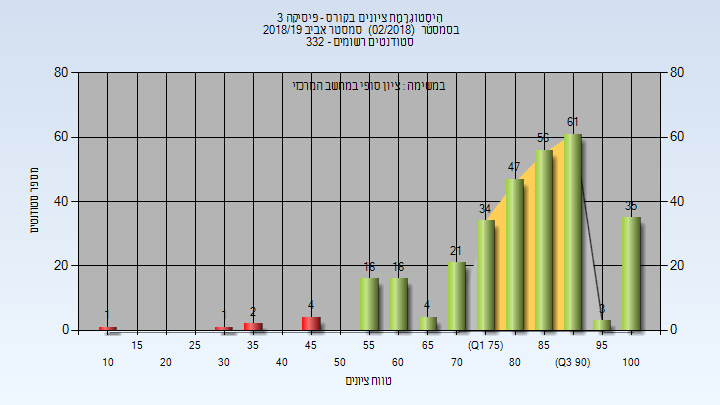 היסטוגרמת ציונים בקורס - פיסיקה 3
בסמסטר (02/2018) סמסטר אביב 2018/19
סטודנטים רשומים - 332
במשימה : ציון סופי במחשב המרכזי
מספר סטודנטים
80 80
60 60
40 40
20 20
0 0
1 1 2 4 16 16 4 21 34 47 56 61 3 35
15 25 35 45 55 65 (Q1 75) 85 95
10 20 30 40 50 60 70 80 (Q3 90) 100
טווח ציונים